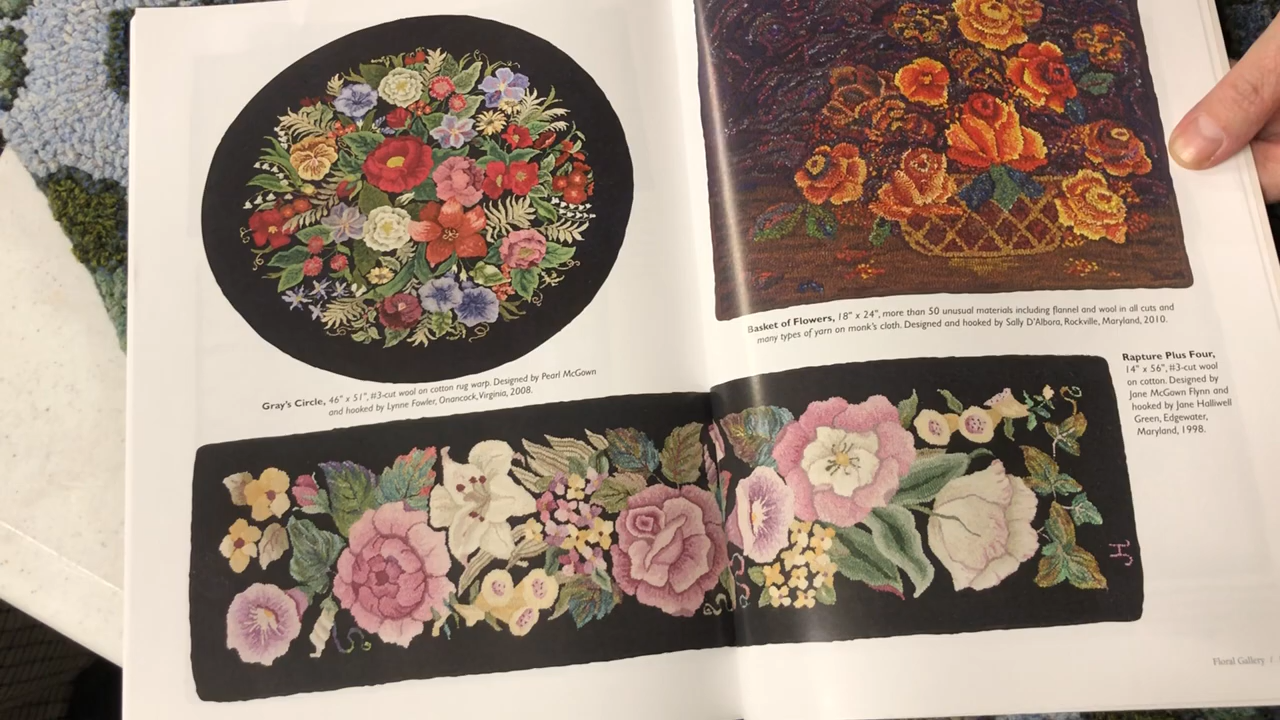 Gray's Circle, 46" x 51", #3-cut wool on cotton rug warp. Designed by Pearl McGown
and hooked by Lynne Fowler, Onancock, Virginia, 2008.
Basket of Flowers, 18" x 24", more than 50 unusual materials including flannel and wool in all cuts and
many types of yarn on monk's cloth. Designed and hooked by Sally D'Albora, Rockville, Maryland, 2010.
Rapture Plus Four,
14" x 56", #3-cut wool
on cotton. Designed by
Jane McGown Flynn and
hooked by Jane Halliwell
Green, Edgewater,
Maryland, 1998.
Floral Gallery